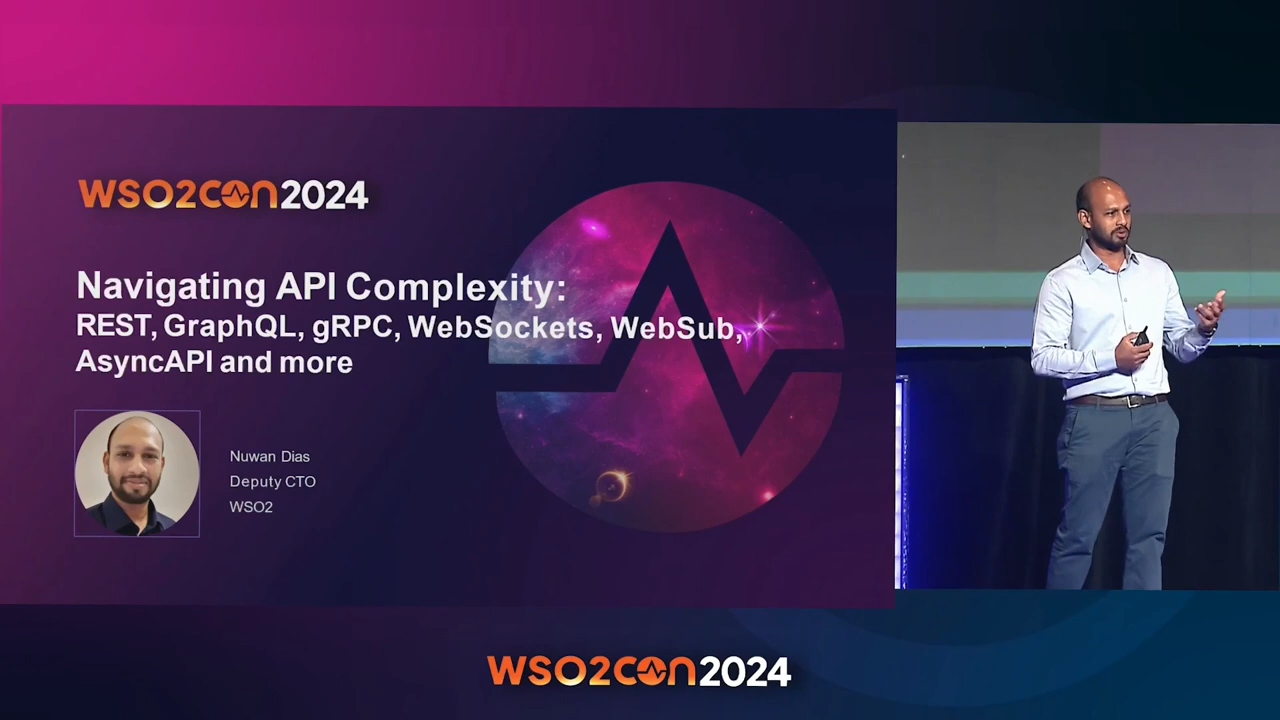 WSO2CON2024
Navigating API Complexity:
REST, GraphQL, gRPC, WebSockets, WebSub,
AsyncAPI and more
Nuwan Dias
Deputy CTO
WSO2
WSO2CON2024